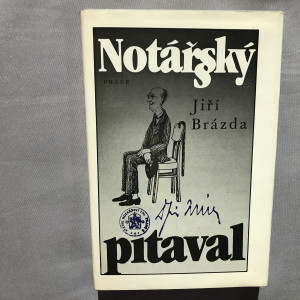 Notářský
PRÁCE
Jiří
Brázda
pitaval